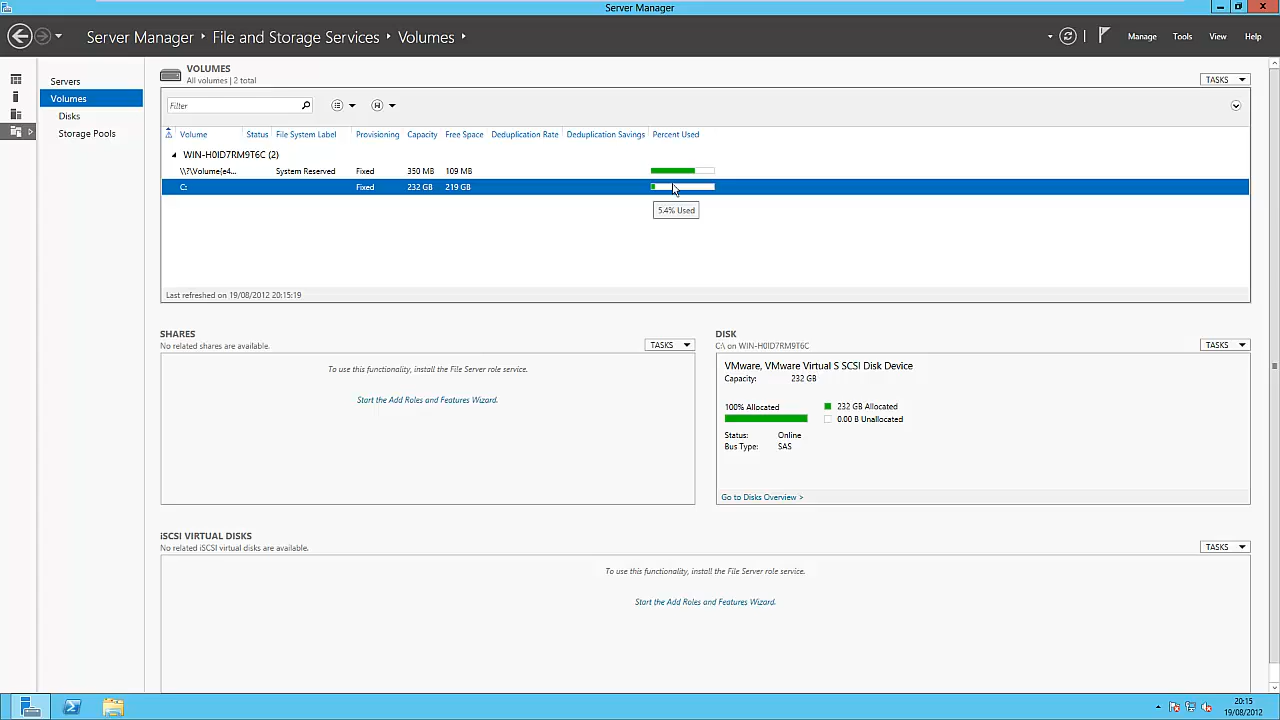 Server Manager
Server Manager ‣ File and Storage Services ‣ Volumes ‣
Manage Tools View Help
Servers
Volumes
Disks
Storage Pools
VOLUMES
All volumes | 2 total
TASKS
Filter
Volume Status File System Label Provisioning Capacity Free Space Deduplication Rate Deduplication Savings Percent Used
WIN-H0ID7RM9T6C (2)
\\?\Volume{e4... System Reserved Fixed 350 MB 109 MB
C: Fixed 232 GB 219 GB
5.4% Used
Last refreshed on 19/08/2012 20:15:19
SHARES
No related shares are available.
TASKS
To use this functionality, install the File Server role service.
Start the Add Roles and Features Wizard.
DISK
C:\ on WIN-H0ID7RM9T6C
TASKS
VMware, VMware Virtual S SCSI Disk Device
Capacity: 232 GB
100% Allocated
232 GB Allocated
0.00 B Unallocated
Status: Online
Bus Type: SAS
Go to Disks Overview >
iSCSI VIRTUAL DISKS
No related iSCSI virtual disks are available.
TASKS
To use this functionality, install the File Server role service.
Start the Add Roles and Features Wizard.
20:15
19/08/2012